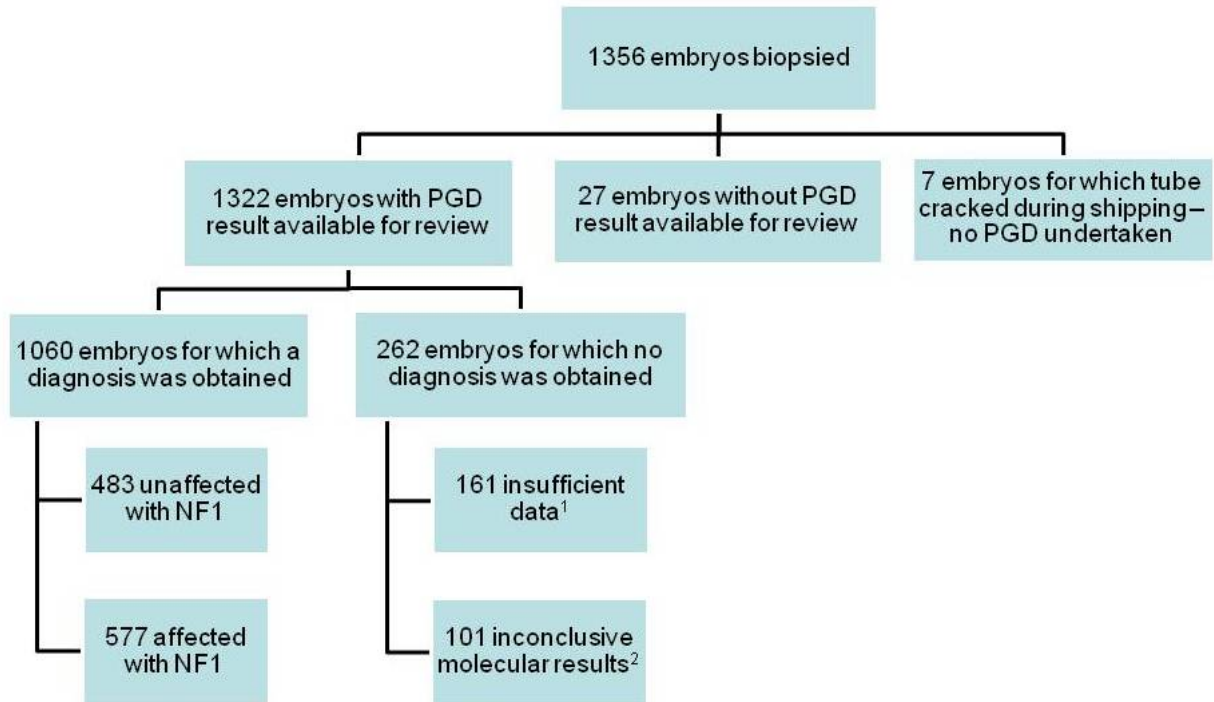 1356 embryos biopsied
1322 embryos with PGD
result available for review
27 embryos without PGD
result available for review
7 embryos for which tube
cracked during shipping–
no PGD undertaken
1060 embryos for which a
diagnosis was obtained
262 embryos for which no
diagnosis was obtained
483 unaffected
with NF1
161 insufficient
data¹
577 affected
with NF1
101 inconclusive
molecular results²